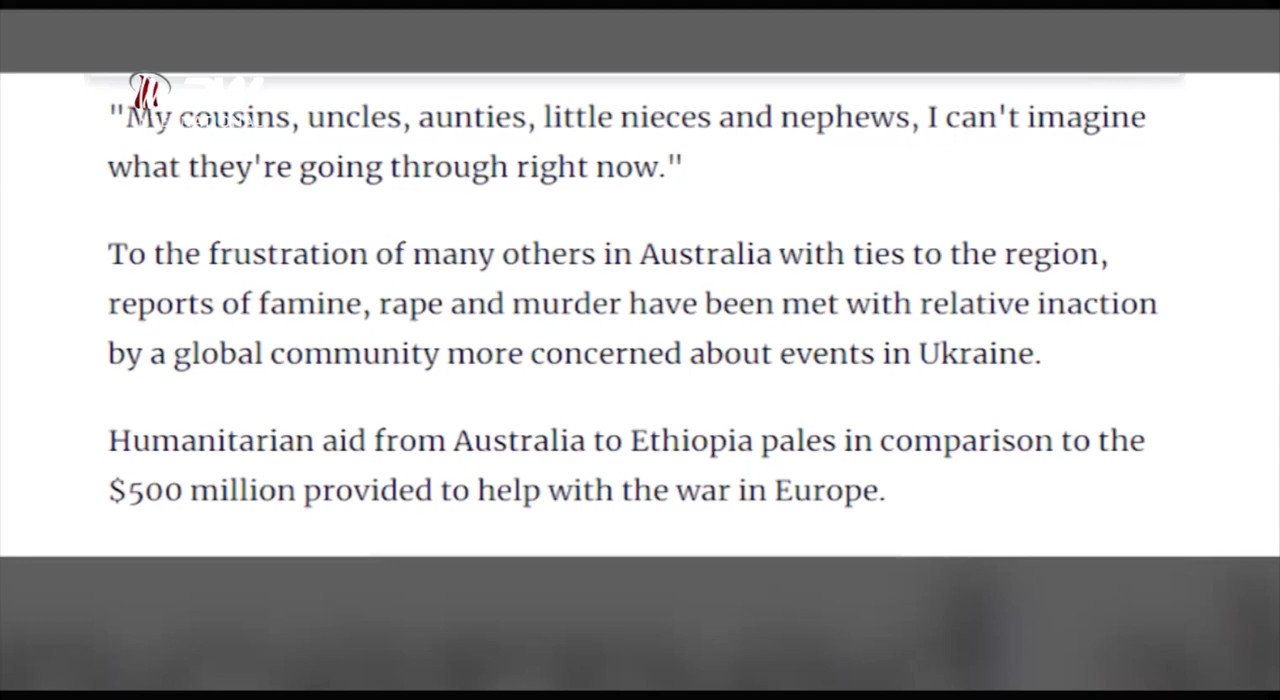 "My cousins, uncles, aunties, little nieces and nephews, I can't imagine
what they're going through right now."
To the frustration of many others in Australia with ties to the region,
reports of famine, rape and murder have been met with relative inaction
by a global community more concerned about events in Ukraine.
Humanitarian aid from Australia to Ethiopia pales in comparison to the
$500 million provided to help with the war in Europe.